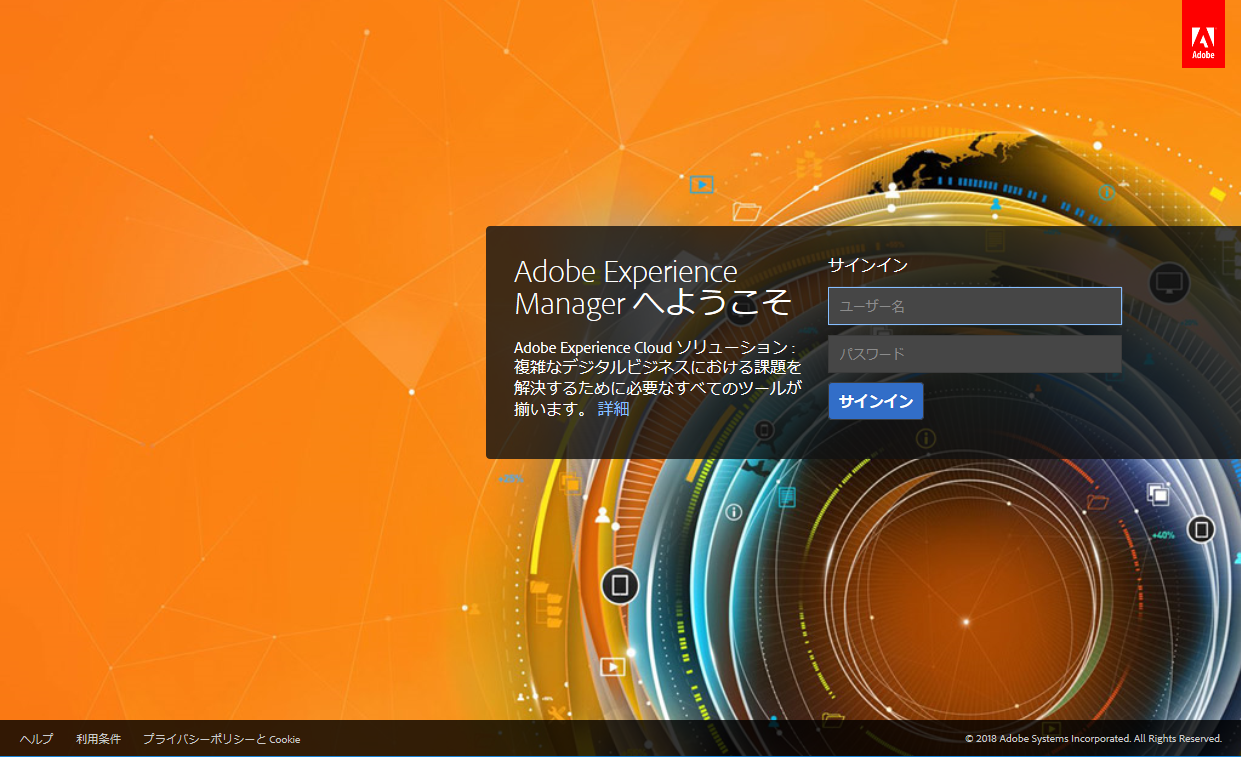 Adobe
Adobe Experience
Manager へようこそ
Adobe Experience Cloud ソリューション :
複雑なデジタルビジネスにおける課題を
解決するために必要なすべてのツールが
揃います。 詳細
サインイン
ユーザー名
パスワード
サインイン
+40%
ヘルプ 利用条件 プライバシーポリシーと Cookie
© 2018 Adobe Systems Incorporated. All Rights Reserved.